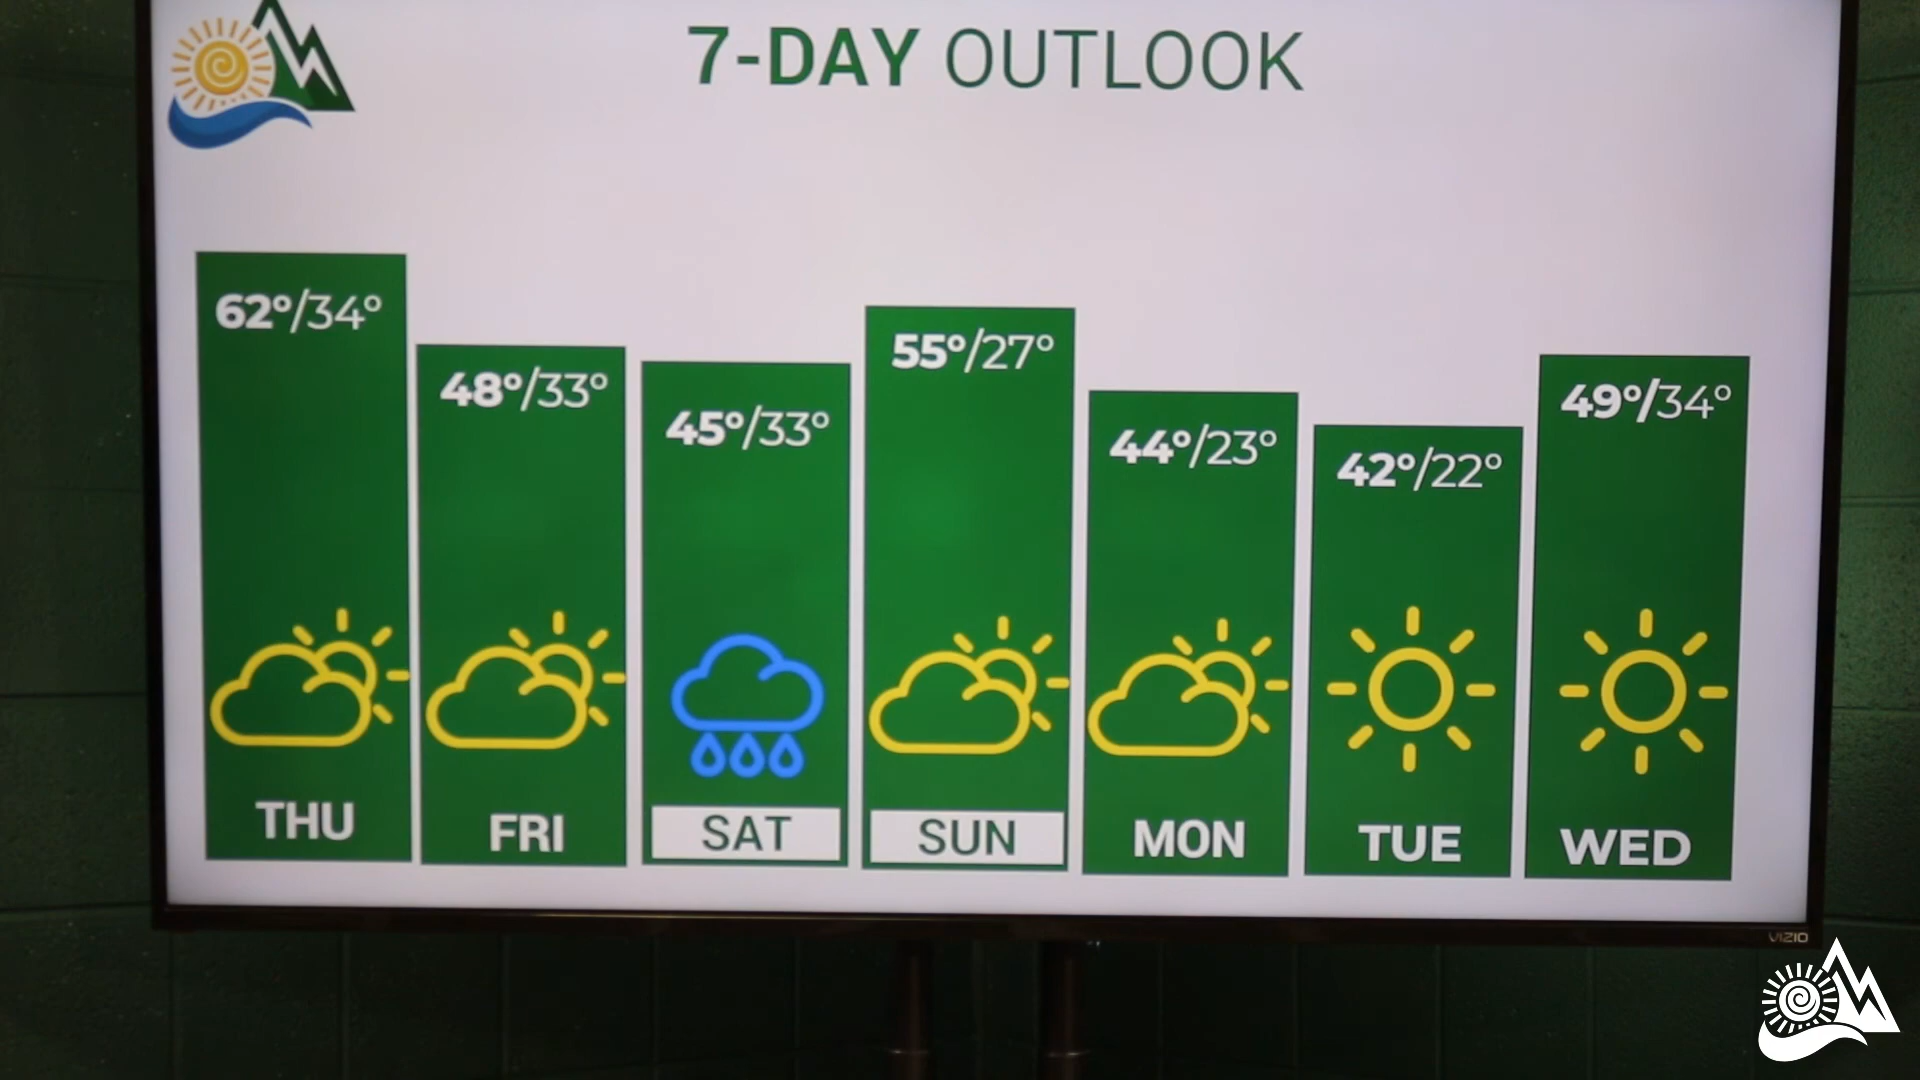 7-DAY OUTLOOK
62°/34°
48°/33°
45°/33°
55°/27°
44°/23°
42°/22°
49°/34°
THU
FRI
SAT
SUN
MON
TUE
WED
VIZIO